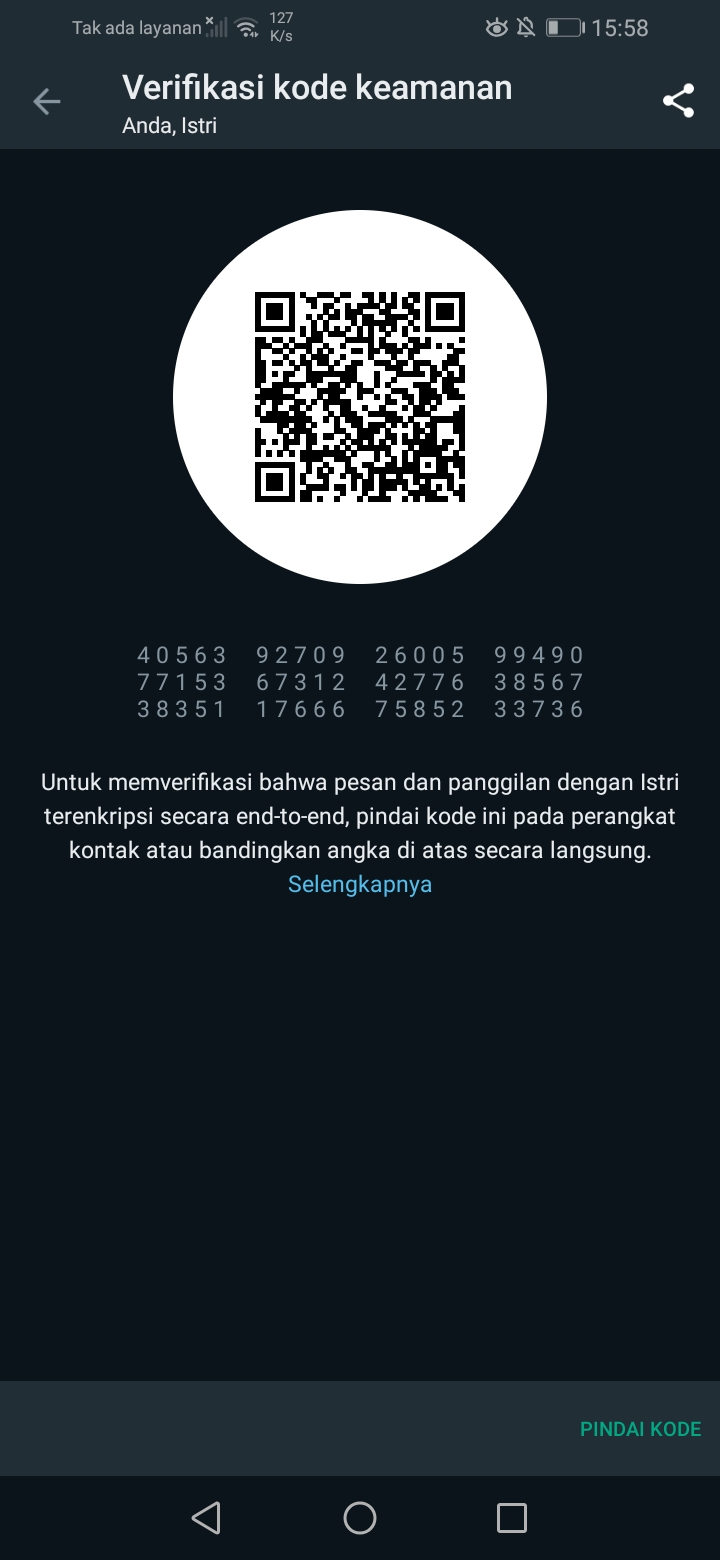 Tak ada layanan 127 K/s 15:58
Verifikasi kode keamanan
Anda, Istri
40563 92709 26005 99490
77153 67312 42776 38567
38351 17666 75852 33736
Untuk memverifikasi bahwa pesan dan panggilan dengan Istri
terenkripsi secara end-to-end, pindai kode ini pada perangkat
kontak atau bandingkan angka di atas secara langsung.
Selengkapnya
PINDAI KODE